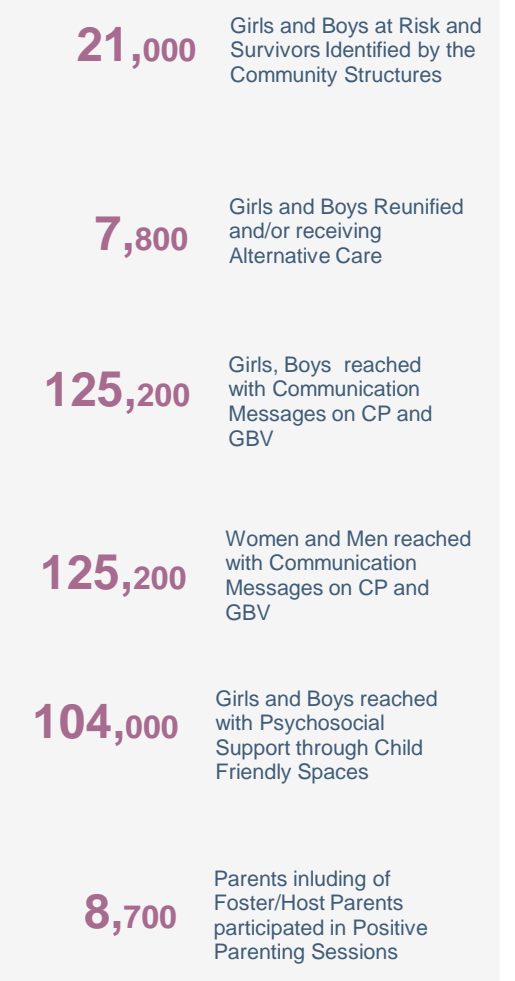 21,000
Girls and Boys at Risk and
Survivors Identified by the
Community Structures
7,800
Girls and Boys Reunified
and/or receiving
Alternative Care
125,200
Girls, Boys reached
with Communication
Messages on CP and
GBV
125,200
Women and Men reached
with Communication
Messages on CP and
GBV
104,000
Girls and Boys reached
with Psychosocial
Support through Child
Friendly Spaces
8,700
Parents inluding of
Foster/Host Parents
participated in Positive
Parenting Sessions